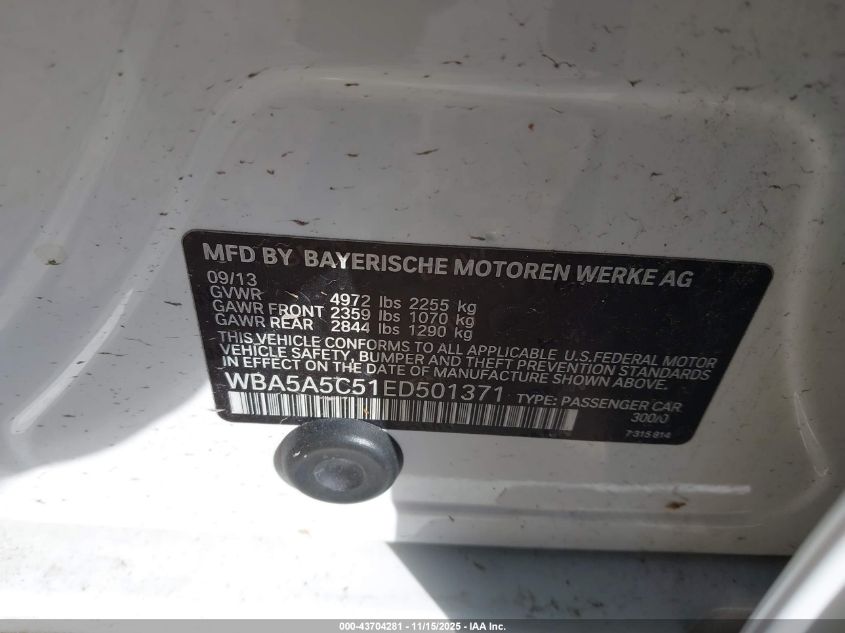 MFD BY BAYERISCHE MOTOREN WERKE AG
09/13
GVWR 4972 lbs 2255 kg
GAWR FRONT 2359 lbs 1070 kg
GAWR REAR 2844 lbs 1290 kg
THIS VEHICLE CONFORMS TO ALL APPLICABLE U.S.FEDERAL MOTOR
VEHICLE SAFETY, BUMPER AND THEFT PREVENTION STANDARDS
IN EFFECT ON THE DATE OF MANUFACTURE SHOWN ABOVE.
WBA5A5C51ED501371 TYPE: PASSENGER CAR
300/0
7 315 814
000-43704281 - 11/15/2025 - IAA Inc.